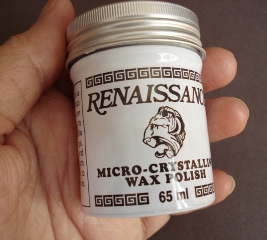 RENAISSANC
MICRO-CRYSTALLIN
WAX POLISH
65 ml